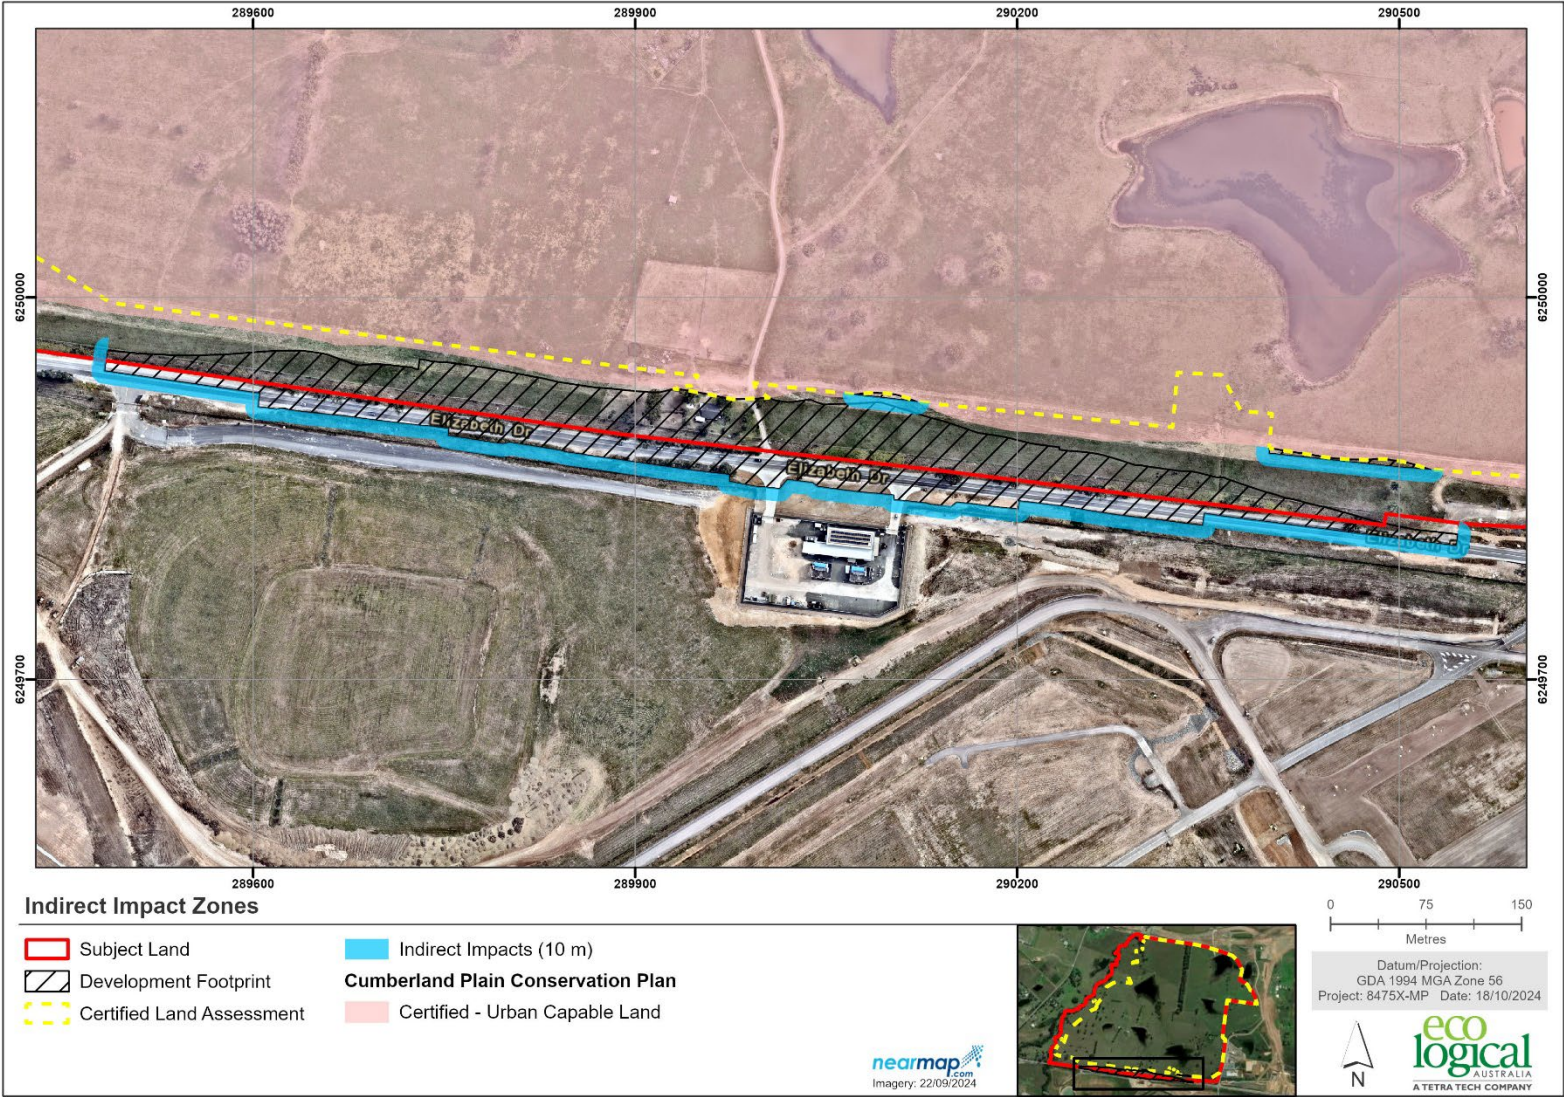 289600
289900
290200
290500
6250000
6250000
Elizabeth Dr
Elizabeth Dr
Elizabeth Dr
6249700
6249700
289600
289900
290200
290500
Indirect Impact Zones
Subject Land
Development Footprint
Certified Land Assessment
Indirect Impacts (10 m)
Cumberland Plain Conservation Plan
Certified - Urban Capable Land
nearmap
.com
Imagery: 22/09/2024
0 75 150
Metres
Datum/Projection:
GDA 1994 MGA Zone 56
Project: 8475X-MP Date: 18/10/2024
N
eco
logical
AUSTRALIA
A TETRA TECH COMPANY